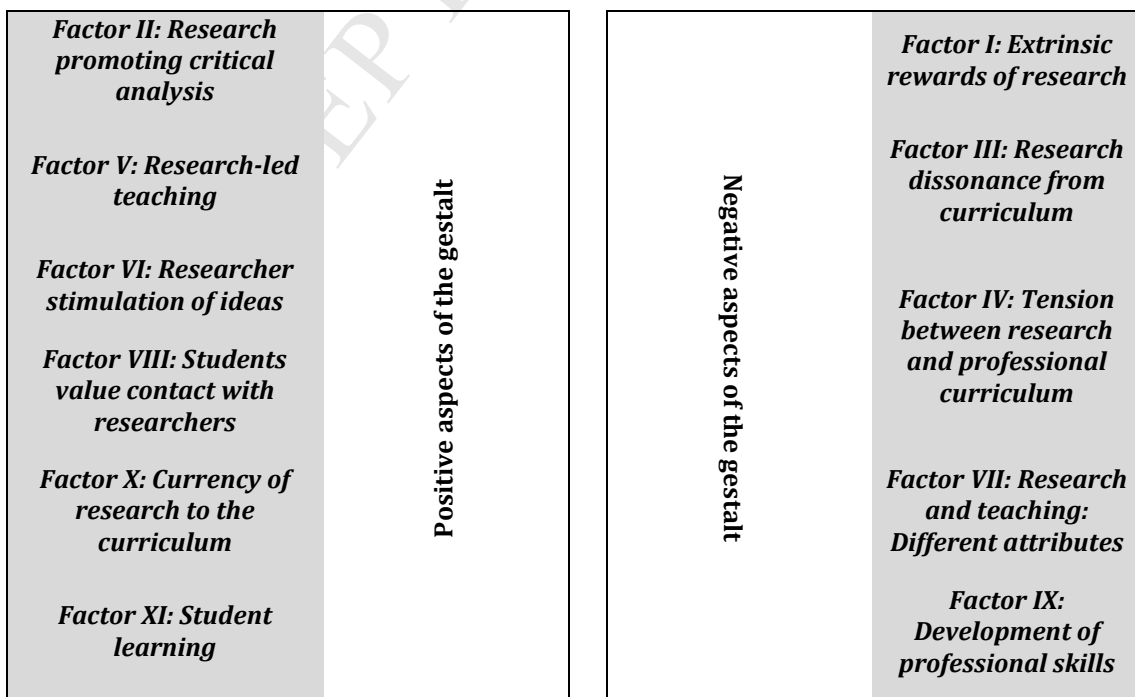 Factor II: Research
promoting critical
analysis
Factor V: Research-led
teaching
Factor VI: Researcher
stimulation of ideas
Factor VIII: Students
value contact with
researchers
Factor X: Currency of
research to the
curriculum
Factor XI: Student
learning
Positive aspects of the gestalt
Negative aspects of the gestalt
Factor I: Extrinsic
rewards of research
Factor III: Research
dissonance from
curriculum
Factor IV: Tension
between research
and professional
curriculum
Factor VII: Research
and teaching:
Different attributes
Factor IX:
Development of
professional skills